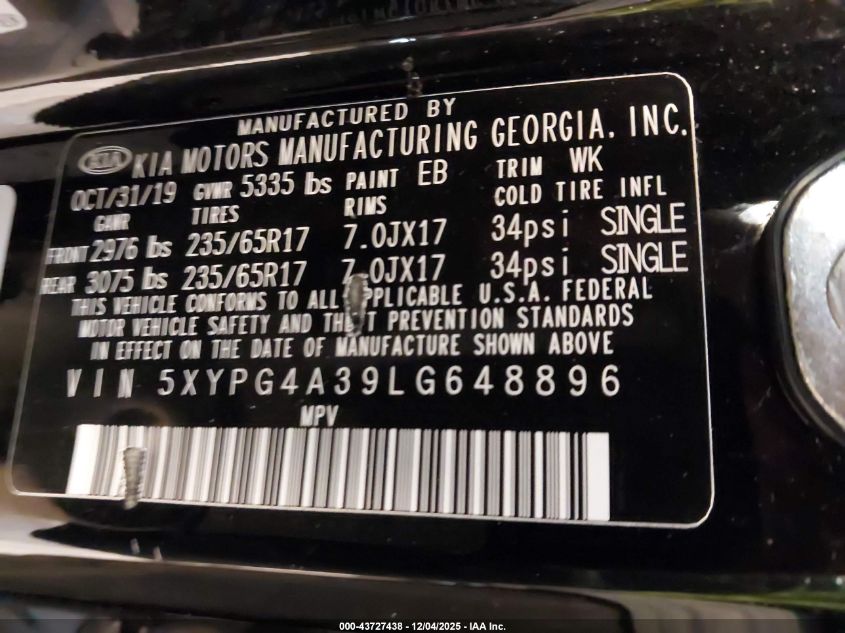 MANUFACTURED BY
KIA KIA MOTORS MANUFACTURING GEORGIA, INC.
OCT/31/19 GVWR 5335 lbs PAINT EB TRIM WK
GAWR TIRES RIMS COLD TIRE INFL
FRONT 2976 lbs 235/65R17 7.0JX17 34psi SINGLE
REAR 3075 lbs 235/65R17 7.0JX17 34psi SINGLE
THIS VEHICLE CONFORMS TO ALL APPLICABLE U.S.A. FEDERAL
MOTOR VEHICLE SAFETY AND THEFT PREVENTION STANDARDS
IN EFFECT ON THE DATE OF MANUFACTURE SHOWN ABOVE
VIN 5XYPG4A39LG648896
MPV
000-43727438 - 12/04/2025 - IAA Inc.